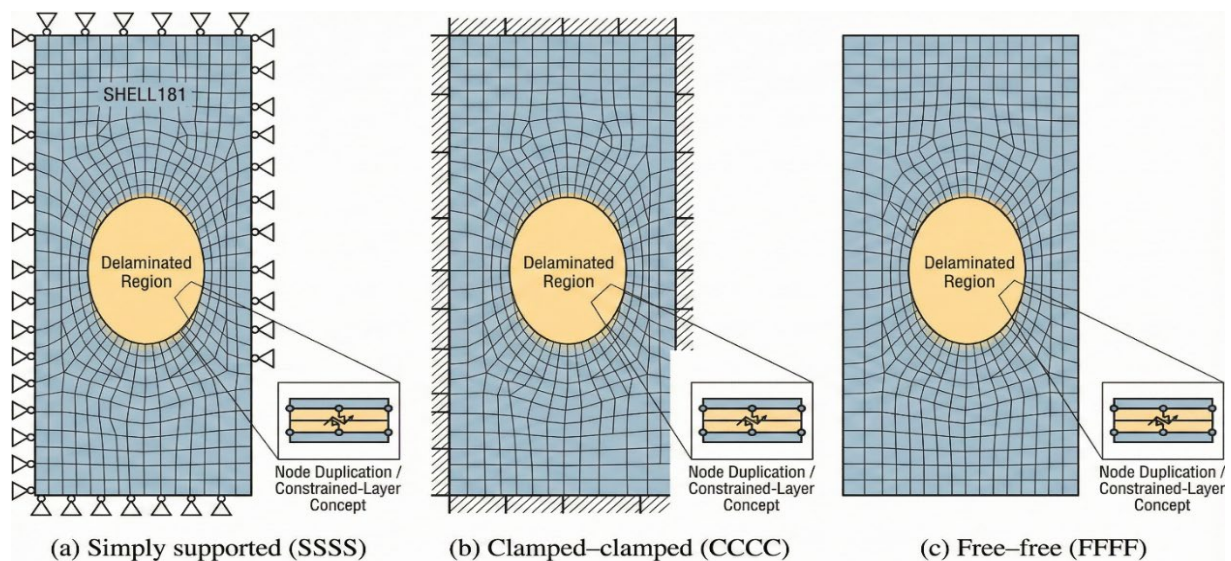 SHELL181
Delaminated
Region
Node Duplication /
Constrained-Layer
Concept
(a) Simply supported (SSSS)
Delaminated
Region
Node Duplication /
Constrained-Layer
Concept
(b) Clamped–clamped (CCCC)
Delaminated
Region
Node Duplication /
Constrained-Layer
Concept
(c) Free–free (FFFF)